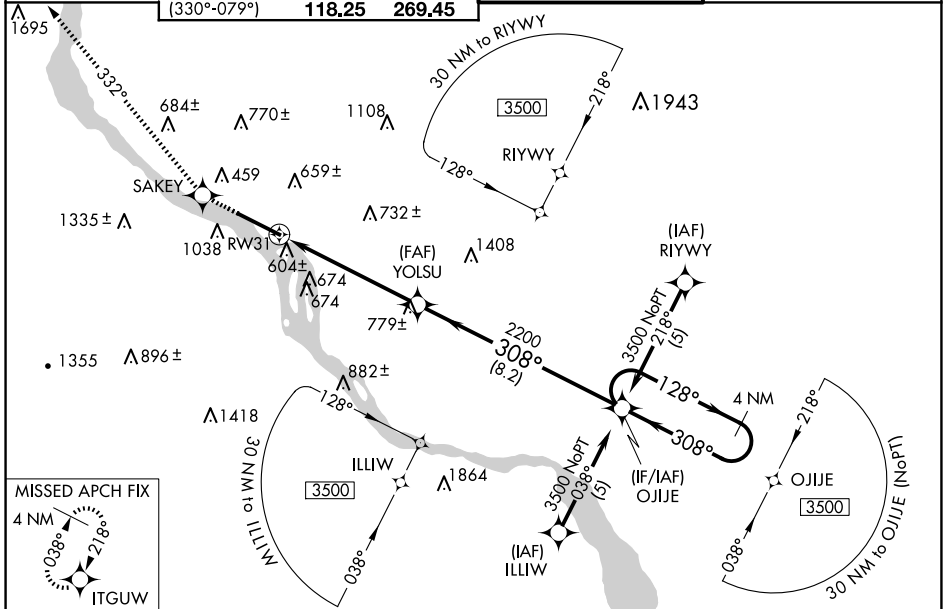 (330°-079°) 118.25 269.45
1695
332°
684±
770±
1108
30 NM to RIYWY
3500
218°
1943
128°
RIYWY
SAKEY
459
659±
1335±
1038
RW31
732±
604±
674
674
1408
(FAF)
YOLSU
(IAF)
RIYWY
779±
2200
308°
(8.2)
3500 NoPT
218°
(5)
1355
896±
128°
4 NM
308°
882±
128°
1418
30 NM to ILLIW
3500
ILLIW
1864
038°
3500 NoPT
038°
(5)
(IF/IAF)
OJIJE
(IAF)
ILLIW
218°
OJIJE
3500
038°
30 NM to OJIJE (NoPT)
MISSED APCH FIX
4 NM
038°
218°
ITGUW